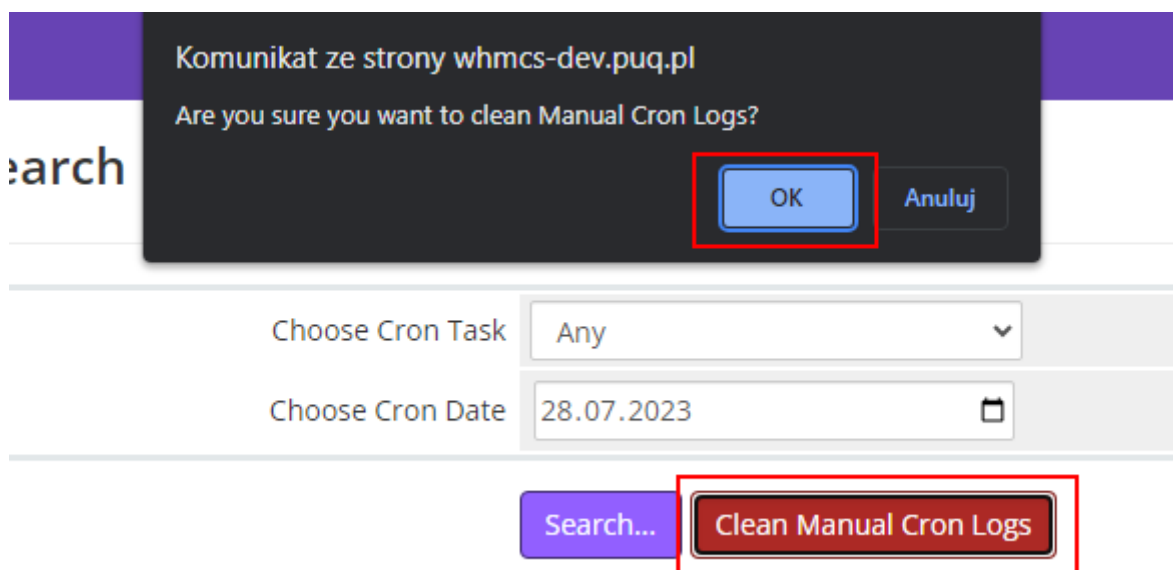 Komunikat ze strony whmcs-dev.puq.pl
Are you sure you want to clean Manual Cron Logs?
OK Anuluj
earch
Choose Cron Task Any
Choose Cron Date 28.07.2023
Search... Clean Manual Cron Logs